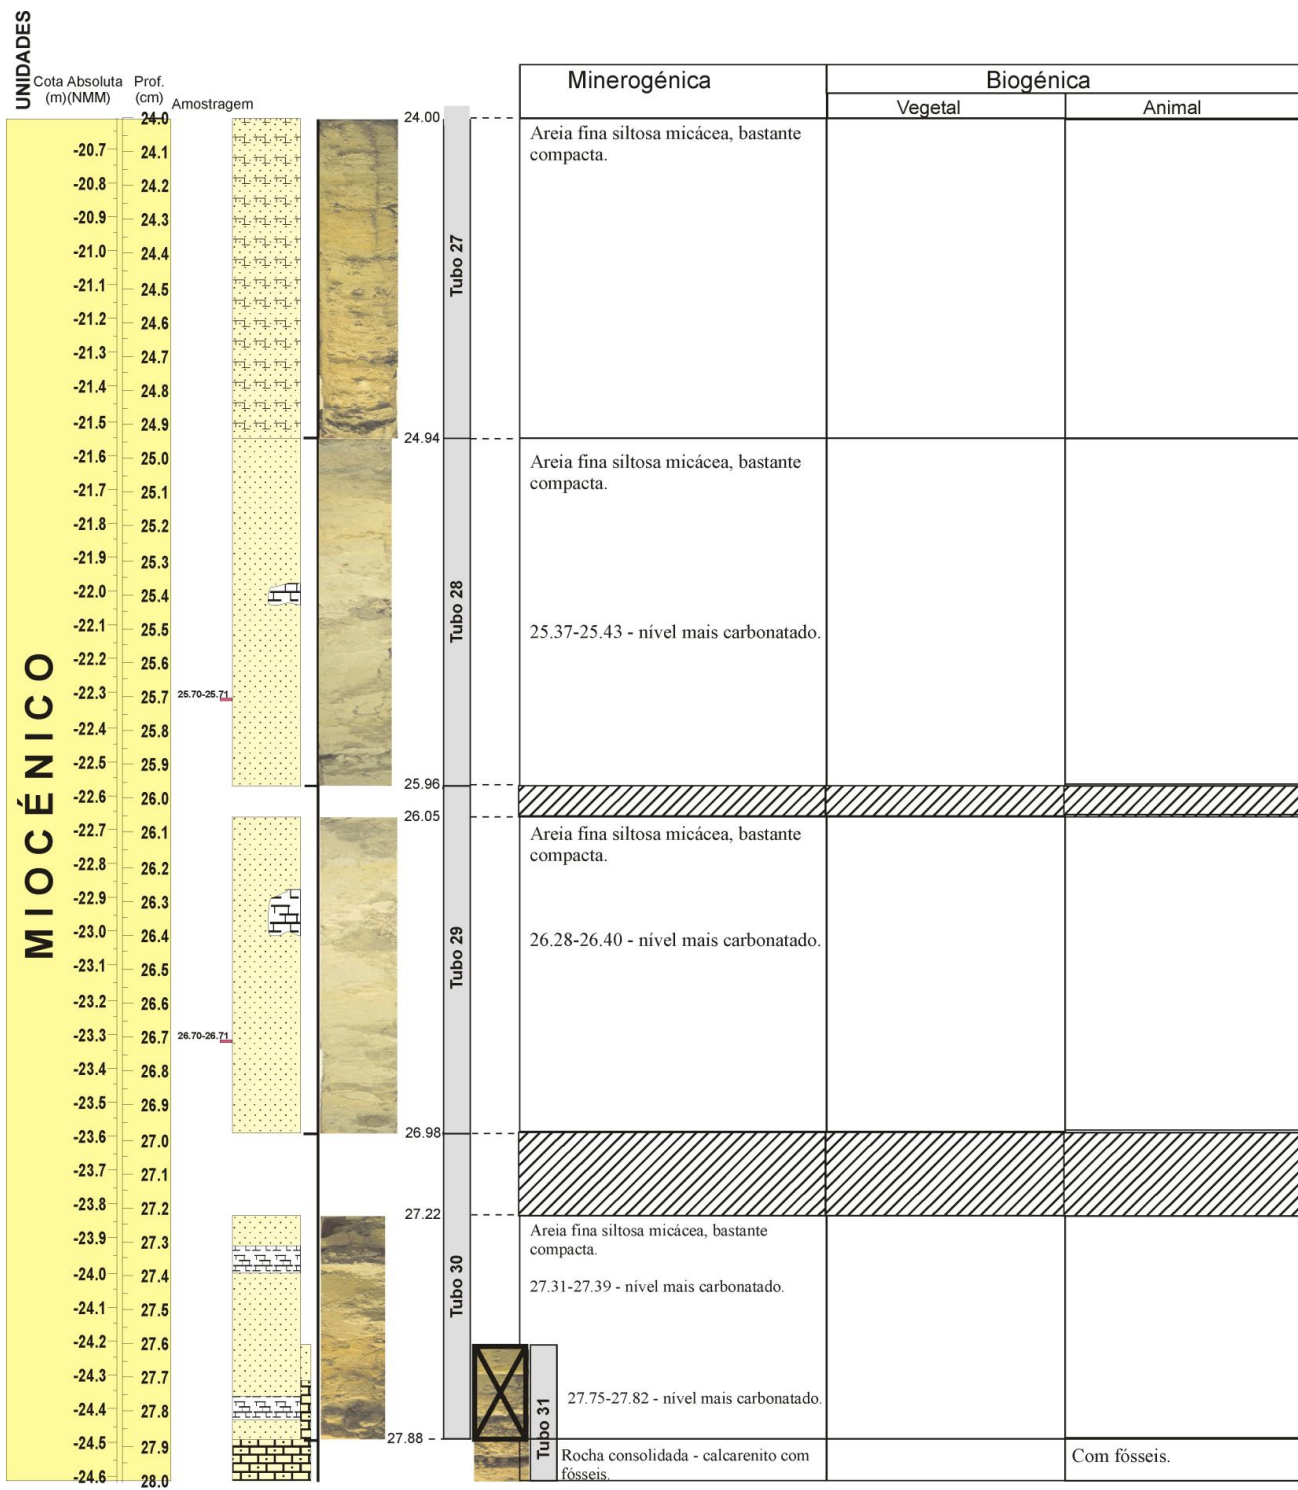 UNIDADES
Cota Absoluta
(m)(NMM)
Prof.
(cm)
Amostragem
Minerogénica
Biogénica
Vegetal
Animal
MIOCÉNICO
-20.7
-20.8
-20.9
-21.0
-21.1
-21.2
-21.3
-21.4
-21.5
-21.6
-21.7
-21.8
-21.9
-22.0
-22.1
-22.2
-22.3
-22.4
-22.5
-22.6
-22.7
-22.8
-22.9
-23.0
-23.1
-23.2
-23.3
-23.4
-23.5
-23.6
-23.7
-23.8
-23.9
-24.0
-24.1
-24.2
-24.3
-24.4
-24.5
-24.6
24.0
24.1
24.2
24.3
24.4
24.5
24.6
24.7
24.8
24.9
25.0
25.1
25.2
25.3
25.4
25.5
25.6
25.7
25.8
25.9
26.0
26.1
26.2
26.3
26.4
26.5
26.6
26.7
26.8
26.9
27.0
27.1
27.2
27.3
27.4
27.5
27.6
27.7
27.8
27.9
28.0
25.70-25.71
26.70-26.71
24.00
24.94
25.96
26.05
26.98
27.22
27.88
Tubo 27
Tubo 28
Tubo 29
Tubo 30
Tubo 31
Areia fina siltosa micácea, bastante
compacta.
Areia fina siltosa micácea, bastante
compacta.
25.37-25.43 - nível mais carbonatado.
Areia fina siltosa micácea, bastante
compacta.
26.28-26.40 - nível mais carbonatado.
Areia fina siltosa micácea, bastante
compacta.
27.31-27.39 - nível mais carbonatado.
27.75-27.82 - nível mais carbonatado.
Rocha consolidada - calcarenito com
fósseis.
Com fósseis.